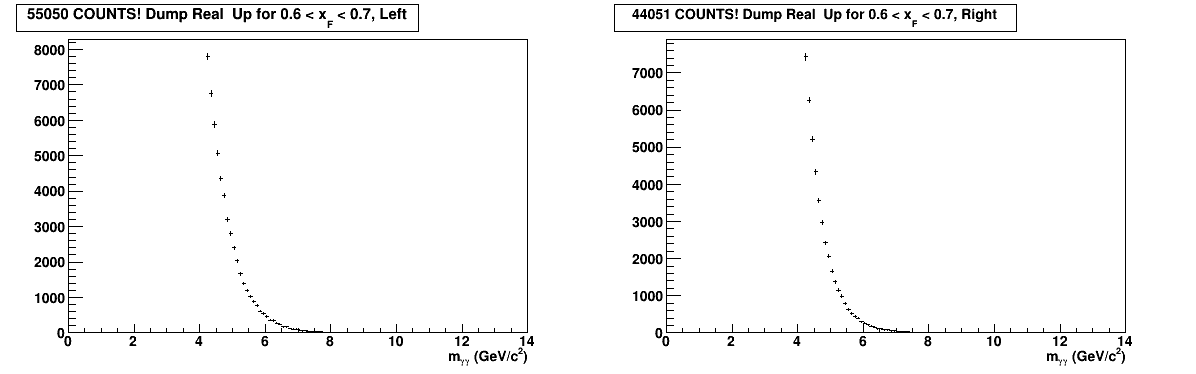 55050 COUNTS! Dump Real Up for 0.6 < x_F < 0.7, Left
8000
7000
6000
5000
4000
3000
2000
1000
0
0 2 4 6 8 10 12 14
m_γγ (GeV/c²)
44051 COUNTS! Dump Real Up for 0.6 < x_F < 0.7, Right
7000
6000
5000
4000
3000
2000
1000
0
0 2 4 6 8 10 12 14
m_γγ (GeV/c²)